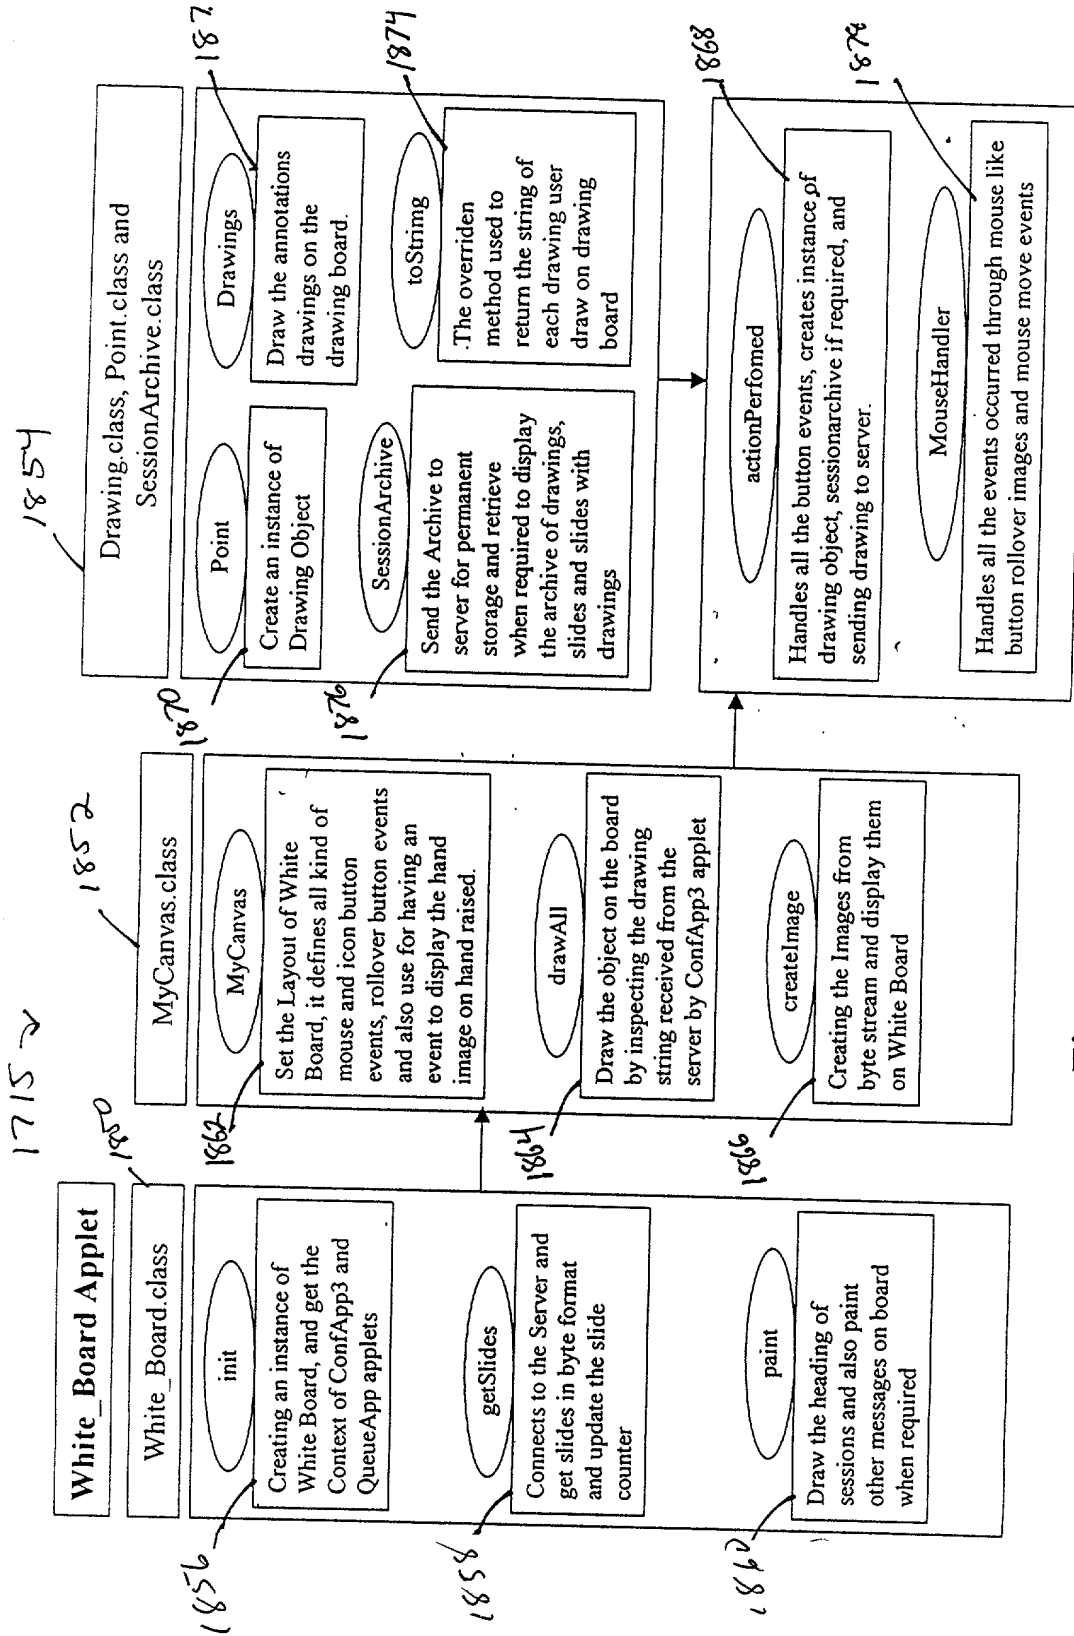 1715
White_Board Applet
1850
White_Board.class
init
Creating an instance of
White Board, and get the
Context of ConfApp3 and
QueueApp applets
1856
getSlides
Connects to the Server and
get slides in byte format
and update the slide
counter
1858
paint
Draw the heading of
sessions and also paint
other messages on board
when required
1860
1852
MyCanvas.class
MyCanvas
Set the Layout of White
Board, it defines all kind of
mouse and icon button
events, rollover button events
and also use for having an
event to display the hand
image on hand raised.
1862
drawAll
Draw the object on the board
by inspecting the drawing
string received from the
server by ConfApp3 applet
1864
createImage
Creating the Images from
byte stream and display them
on White Board
1866
1854
Drawing.class, Point.class and
SessionArchive.class
Point
Create an instance of
Drawing Object
1870
Drawings
Draw the annotations
drawings on the
drawing board.
187
SessionArchive
Send the Archive to
server for permanent
storage and retrieve
when required to display
the archive of drawings,
slides and slides with
drawings
1876
toString
.The overriden
method used to
return the string of
each drawing user
draw on drawing
board
1874
actionPerfomed
Handles all the button events, creates instance of
drawing object, sessionarchive if required, and
sending drawing to server.
1868
MouseHandler
Handles all the events occurred through mouse like
button rollover images and mouse move events